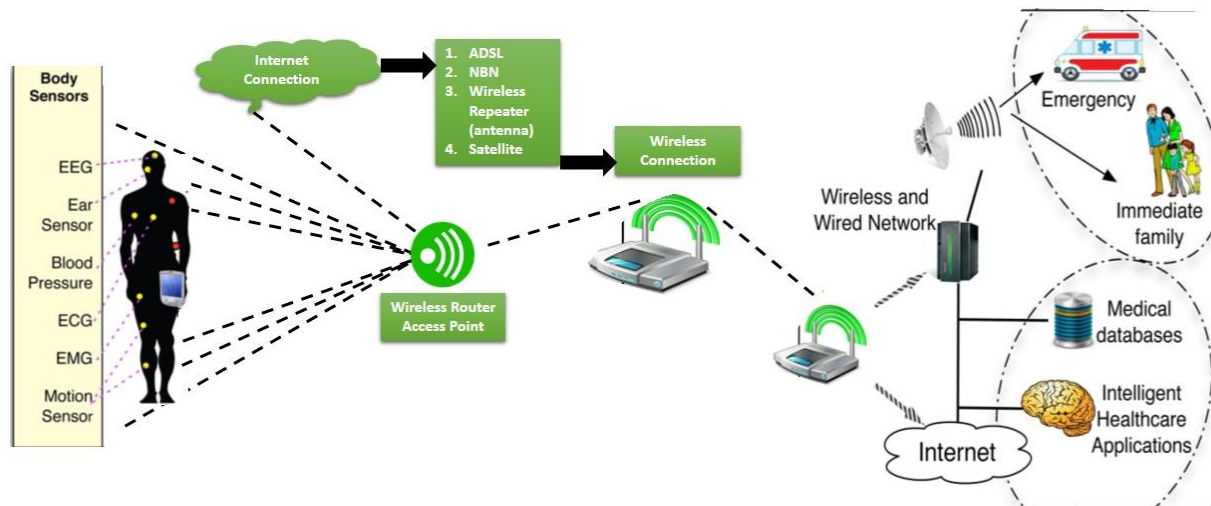 Body
Sensors
EEG
Ear
Sensor
Blood
Pressure
ECG
EMG
Motion
Sensor
Internet
Connection
1. ADSL
2. NBN
3. Wireless
Repeater
(antenna)
4. Satellite
Wireless
Connection
Wireless Router
Access Point
Wireless and
Wired Network
Emergency
Immediate
family
Medical
databases
Intelligent
Healthcare
Applications
Internet